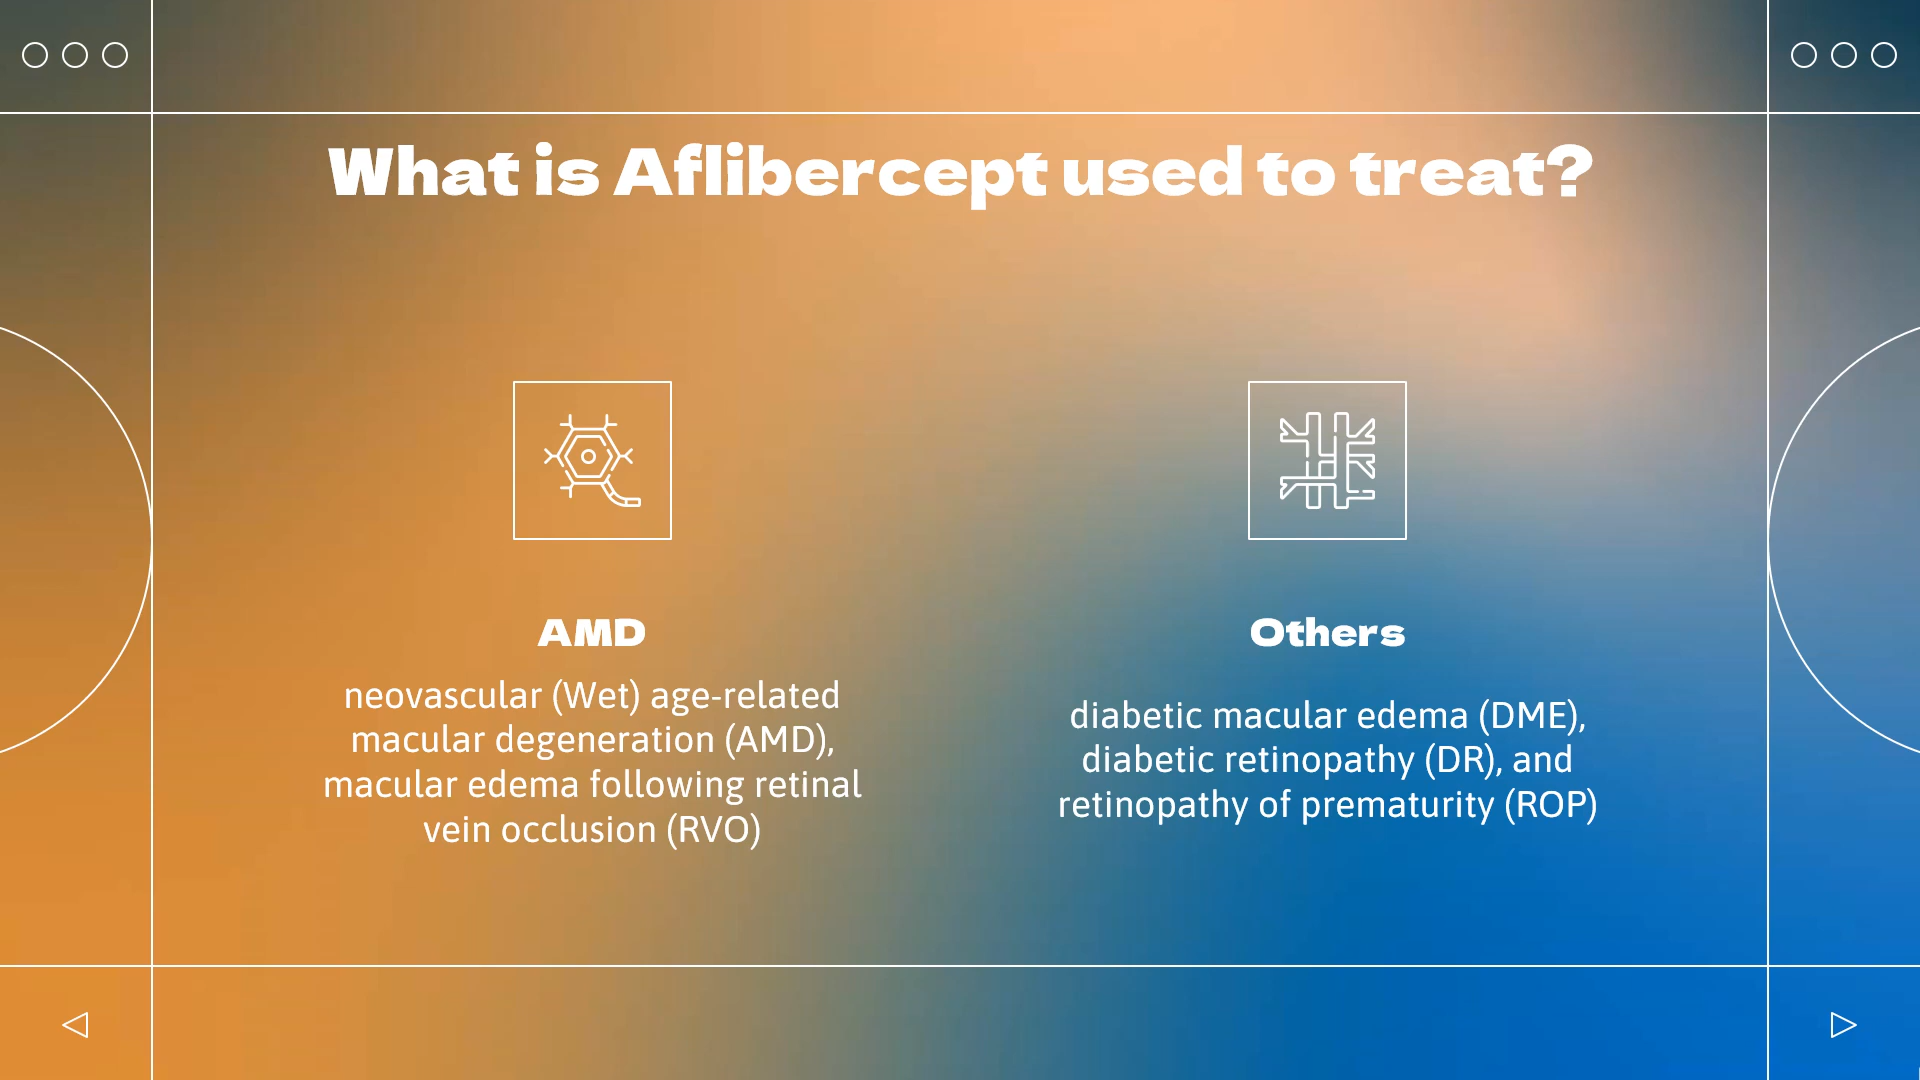 What is Aflibercept used to treat?
AMD
neovascular (Wet) age-related
macular degeneration (AMD),
macular edema following retinal
vein occlusion (RVO)
Others
diabetic macular edema (DME),
diabetic retinopathy (DR), and
retinopathy of prematurity (ROP)